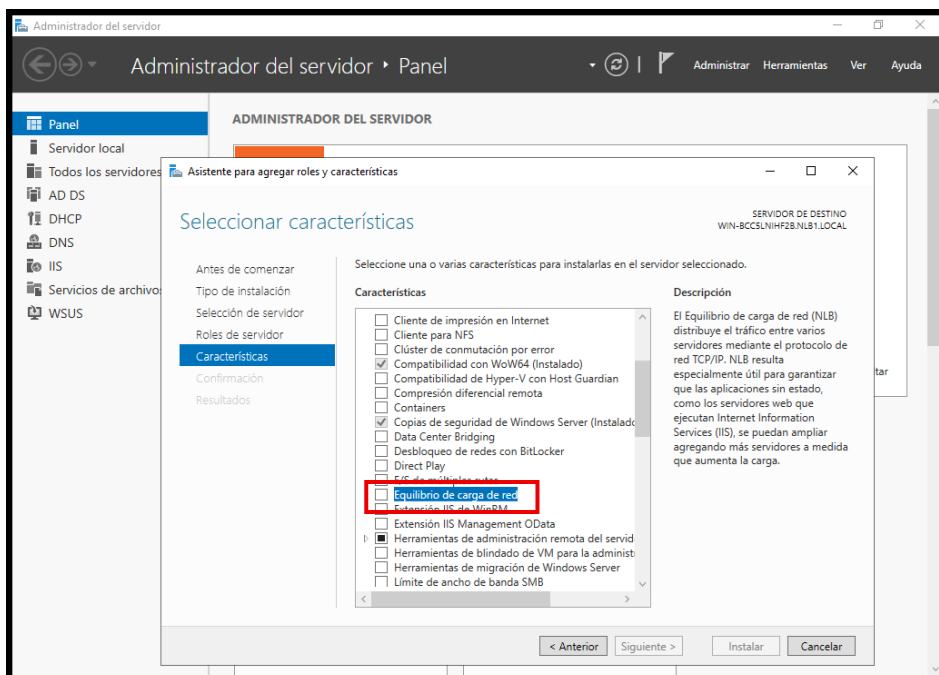 Administrador del servidor
Administrador del servidor ‣ Panel
Administrar Herramientas Ver Ayuda
Panel
Servidor local
Todos los servidores
AD DS
DHCP
DNS
IIS
Servicios de archivo
WSUS
ADMINISTRADOR DEL SERVIDOR
Asistente para agregar roles y características
Seleccionar características
SERVIDOR DE DESTINO
WIN-BCC5LNIHF2B.NLB1.LOCAL
Antes de comenzar
Tipo de instalación
Selección de servidor
Roles de servidor
Características
Confirmación
Resultados
Seleccione una o varias características para instalarlas en el servidor seleccionado.
Características
Cliente de impresión en Internet
Cliente para NFS
Clúster de conmutación por error
Compatibilidad con WoW64 (Instalado)
Compatibilidad de Hyper-V con Host Guardian
Compresión diferencial remota
Containers
Copias de seguridad de Windows Server (Instalado
Data Center Bridging
Desbloqueo de redes con BitLocker
Direct Play
E/S de múltiples rutas
Equilibrio de carga de red
Extensión IIS de WinRM
Extensión IIS Management OData
Herramientas de administración remota del servid
Herramientas de blindado de VM para la administ
Herramientas de migración de Windows Server
Límite de ancho de banda SMB
Descripción
El Equilibrio de carga de red (NLB)
distribuye el tráfico entre varios
servidores mediante el protocolo de
red TCP/IP. NLB resulta
especialmente útil para garantizar
que las aplicaciones sin estado,
como los servidores web que
ejecutan Internet Information
Services (IIS), se puedan ampliar
agregando más servidores a medida
que aumenta la carga.
tar
< Anterior
Siguiente >
Instalar
Cancelar